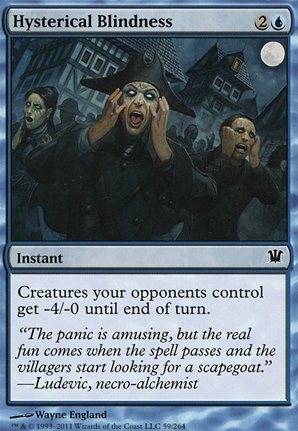 Hysterical Blindness 2
Instant
Creatures your opponents control
get -4/-0 until end of turn.
"The panic is amusing, but the real
fun comes when the spell passes and the
villagers start looking for a scapegoat."
—Ludevic, necro-alchemist
Wayne England
™ & © 1993–2011 Wizards of the Coast LLC 59/264